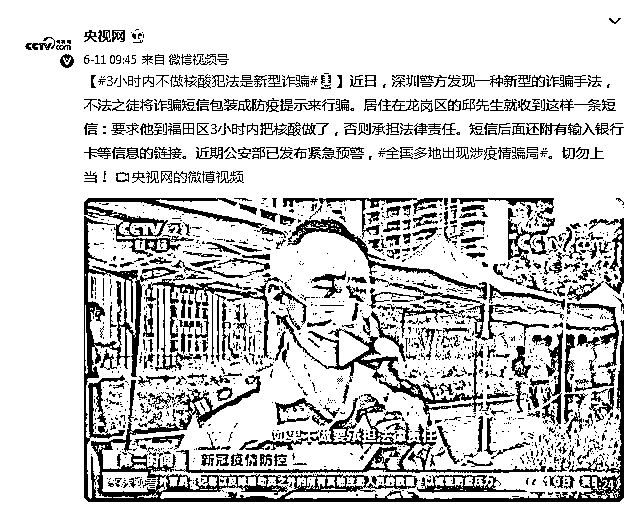 央视网
CCTV.com
6-11 09:45 来自 微博视频号
【#3小时内不做核酸犯法是新型诈骗#】近日，深圳警方发现一种新型的诈骗手法，
不法之徒将诈骗短信包装成防疫提示来行骗。居住在龙岗区的邱先生就收到这样一条短
信：要求他到福田区3小时内把核酸做了，否则承担法律责任。短信后面还附有输入银行
卡等信息的链接。近期公安部已发布紧急预警，#全国多地出现涉疫情骗局#。切勿上
当！ 央视网的微博视频
CCTV 2
CCTV.com
你要不做要承担法律责任
新冠疫情防控